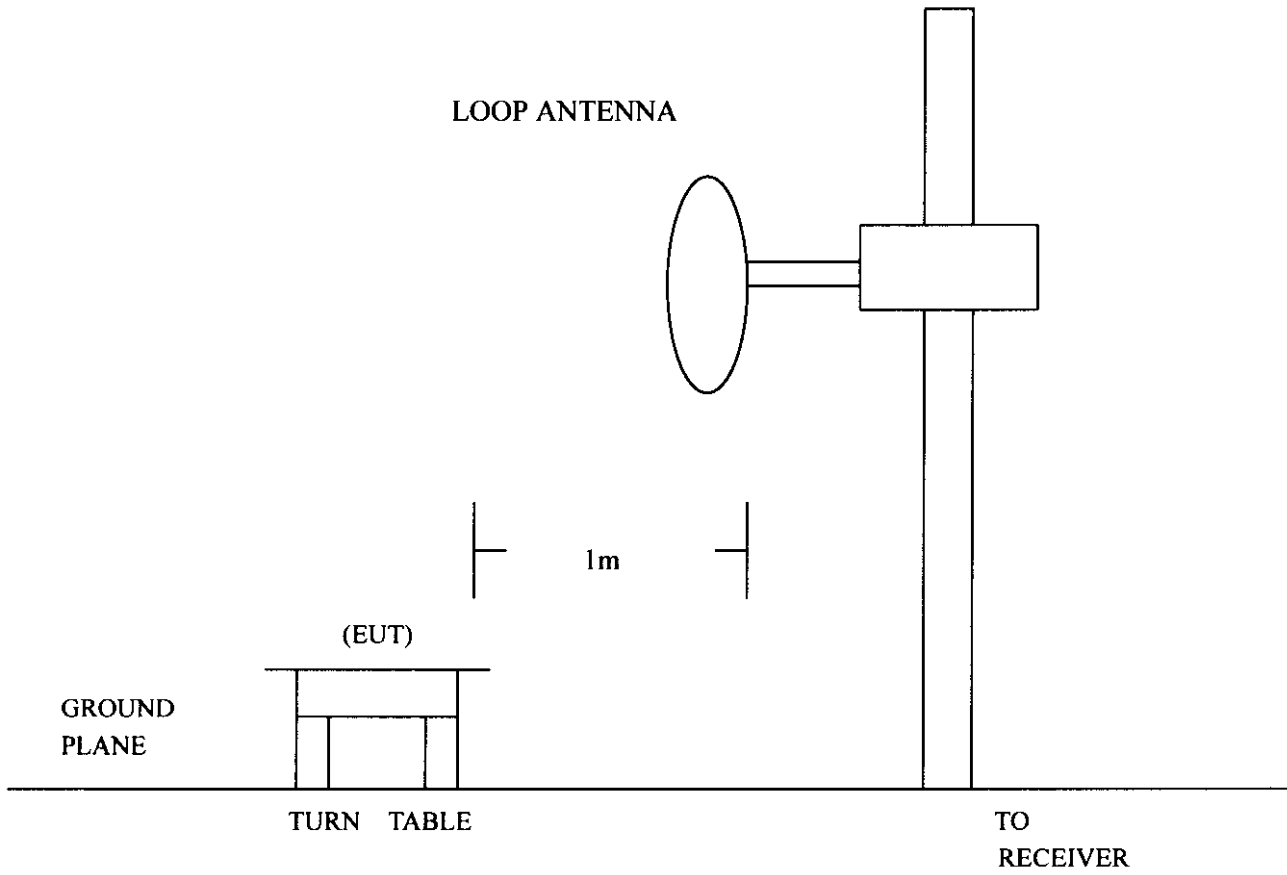 LOOP ANTENNA
1m
(EUT)
GROUND
PLANE
TURN TABLE
TO
RECEIVER